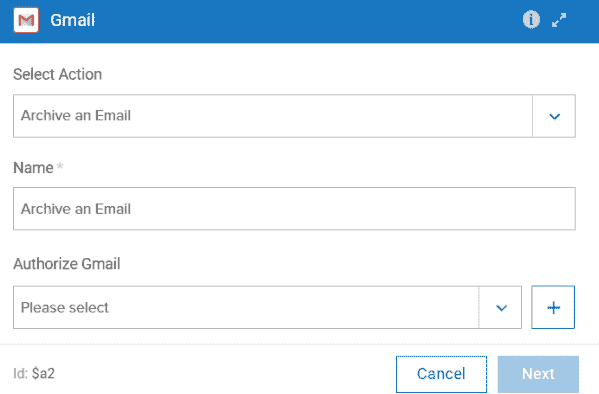 Gmail
Select Action
Archive an Email
Name *
Archive an Email
Authorize Gmail
Please select
Id: $a2
Cancel
Next